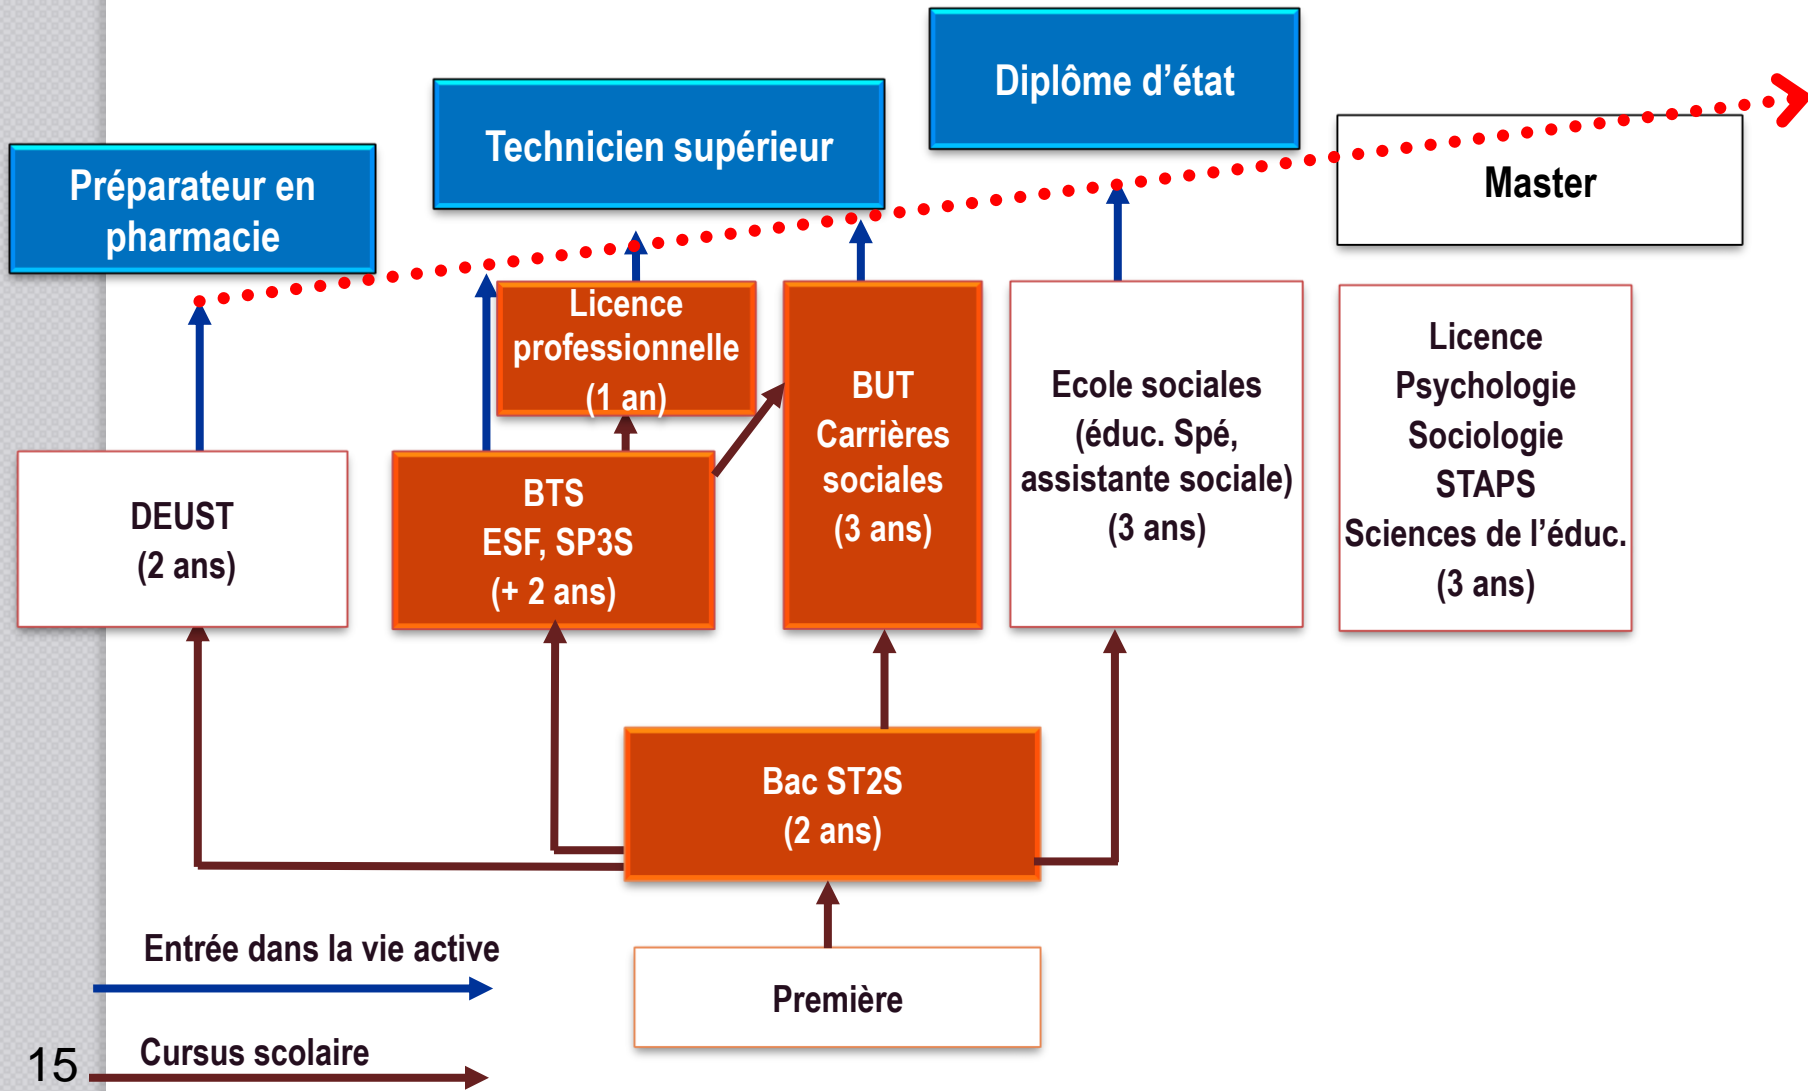 Diplôme d’état
Technicien supérieur
Préparateur en
pharmacie
Master
Licence
professionnelle
(1 an)
DEUST
(2 ans)
BTS
ESF, SP3S
(+ 2 ans)
BUT
Carrières
sociales
(3 ans)
Ecole sociales
(éduc. Spé,
assistante sociale)
(3 ans)
Licence
Psychologie
Sociologie
STAPS
Sciences de l’éduc.
(3 ans)
Bac ST2S
(2 ans)
Première
Entrée dans la vie active
Cursus scolaire
15